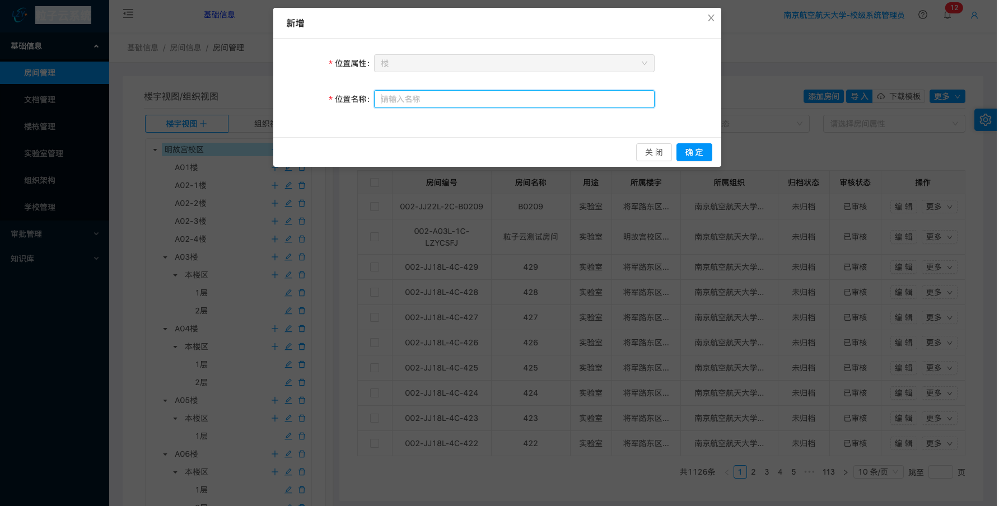 粒子云系统
基础信息
南京航空航天大学-校级系统管理员
12
基础信息
房间管理
文档管理
楼栋管理
实验室管理
组织架构
学校管理
审批管理
知识库
基础信息 / 房间信息 / 房间管理
新增
* 位置属性: 楼
* 位置名称: 请输入名称
关 闭 确 定
楼宇视图/组织视图
添加房间 导 入 下载模板 更多
楼宇视图
请选择房间属性
明故宫校区
A01楼
A02-1楼
A02-2楼
A02-3楼
A02-4楼
A03楼
本楼区
1层
2层
A04楼
本楼区
1层
2层
A05楼
本楼区
1层
A06楼
本楼区
1层
房间编号 房间名称 用途 所属楼宇 所属组织 归档状态 审核状态 操作
002-JJ22L-2C-B0209 B0209 实验室 将军路东区... 南京航空航天大学... 未归档 已审核 编 辑 更多
002-A03L-1C-
LZYCSFJ 粒子云测试房间 实验室 明故宫校区... 南京航空航天大学... 未归档 已审核 编 辑 更多
002-JJ18L-4C-429 429 实验室 将军路东区... 南京航空航天大学... 未归档 已审核 编 辑 更多
002-JJ18L-4C-428 428 实验室 将军路东区... 南京航空航天大学... 未归档 已审核 编 辑 更多
002-JJ18L-4C-427 427 实验室 将军路东区... 南京航空航天大学... 未归档 已审核 编 辑 更多
002-JJ18L-4C-426 426 实验室 将军路东区... 南京航空航天大学... 未归档 已审核 编 辑 更多
002-JJ18L-4C-425 425 实验室 将军路东区... 南京航空航天大学... 未归档 已审核 编 辑 更多
002-JJ18L-4C-424 424 实验室 将军路东区... 南京航空航天大学... 未归档 已审核 编 辑 更多
002-JJ18L-4C-423 423 实验室 将军路东区... 南京航空航天大学... 未归档 已审核 编 辑 更多
002-JJ18L-4C-422 422 实验室 将军路东区... 南京航空航天大学... 未归档 已审核 编 辑 更多
共1126条 1 2 3 4 5 ••• 113 10 条/页 跳至 页